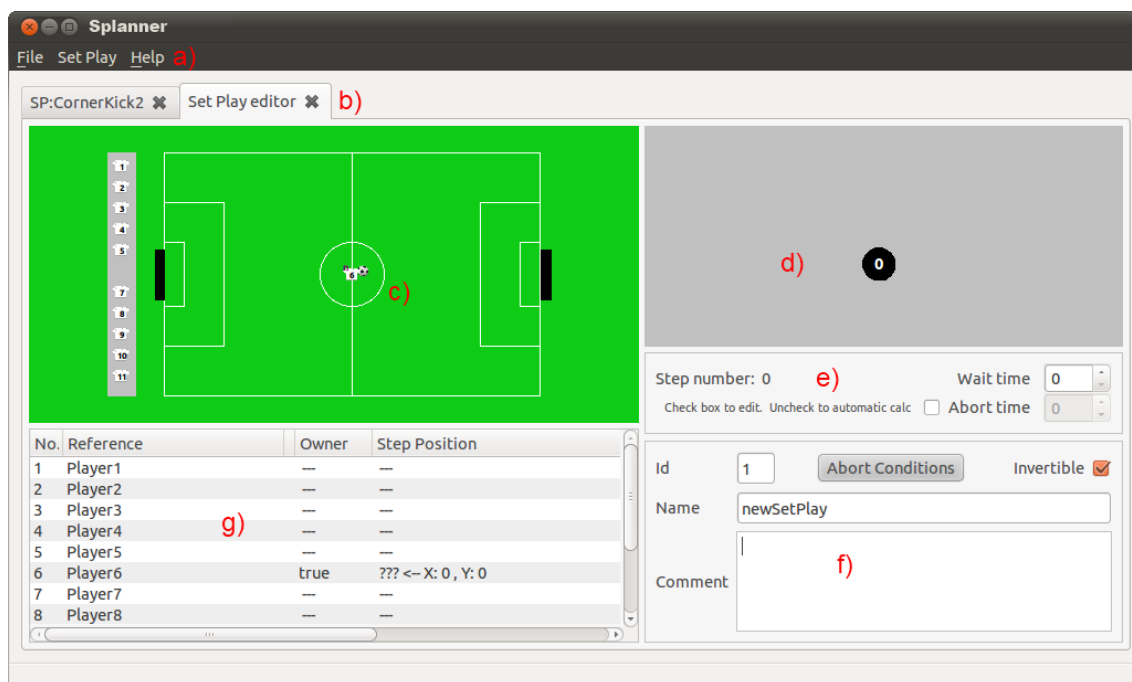 Splanner
File Set Play Help a)
SP:CornerKick2 Set Play editor b)
1
2
3
4
5
7
8
9
10
11
6
c)
d)
0
Step number: 0 e) Wait time 0
Check box to edit. Uncheck to automatic calc Abort time 0
No. Reference Owner Step Position
1 Player1 --- ---
2 Player2 --- ---
3 Player3 --- ---
4 Player4 --- ---
5 Player5 --- ---
6 Player6 true ??? <-- X: 0 , Y: 0
7 Player7 --- ---
8 Player8 --- ---
g)
Id 1 Abort Conditions Invertible
Name newSetPlay
Comment
f)